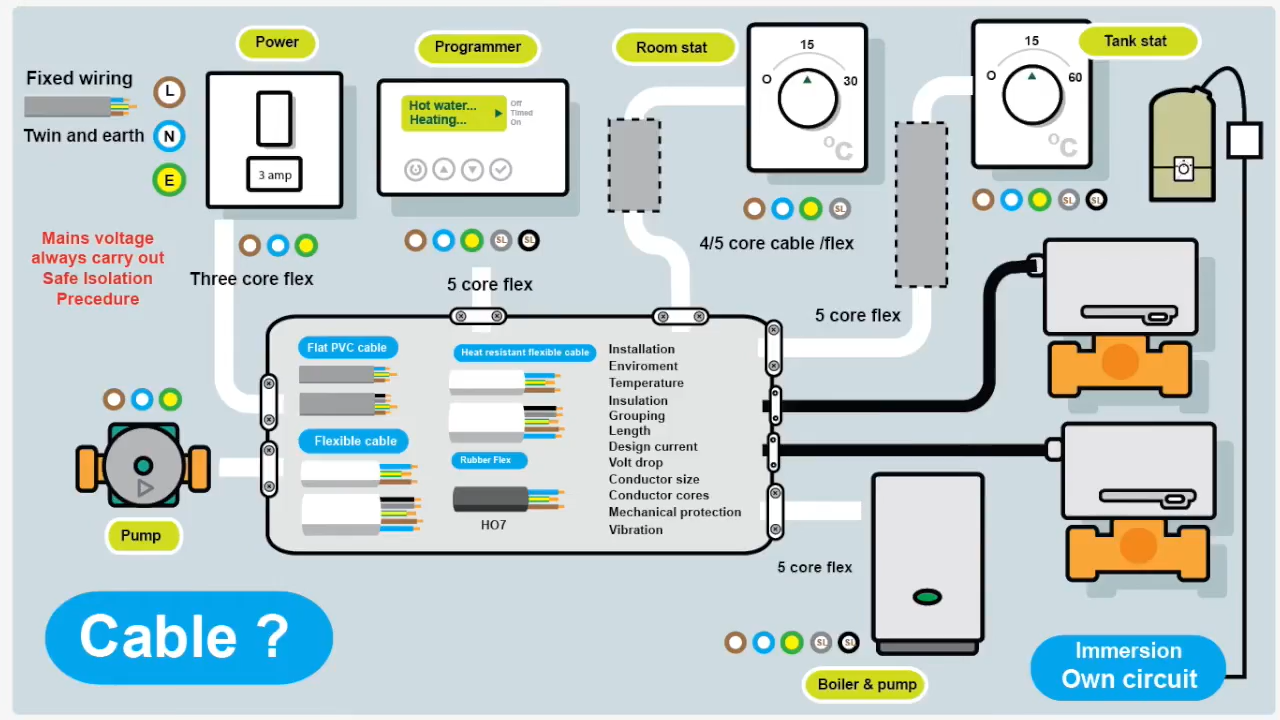 Power
Programmer
Room stat
Tank stat
Fixed wiring
Twin and earth
L
N
E
3 amp
Hot water...
Heating...
Off
Timed
On
15
O
30
°C
15
O
60
°C
Mains voltage
always carry out
Safe Isolation
Precedure
Three core flex
SL
SL
5 core flex
SL
4/5 core cable /flex
SL
SL
5 core flex
Flat PVC cable
Flexible cable
Heat resistant flexible cable
Rubber Flex
HO7
Installation
Enviroment
Temperature
Insulation
Grouping
Length
Design current
Volt drop
Conductor size
Conductor cores
Mechanical protection
Vibration
Pump
5 core flex
SL
SL
Boiler & pump
Cable ?
Immersion
Own circuit